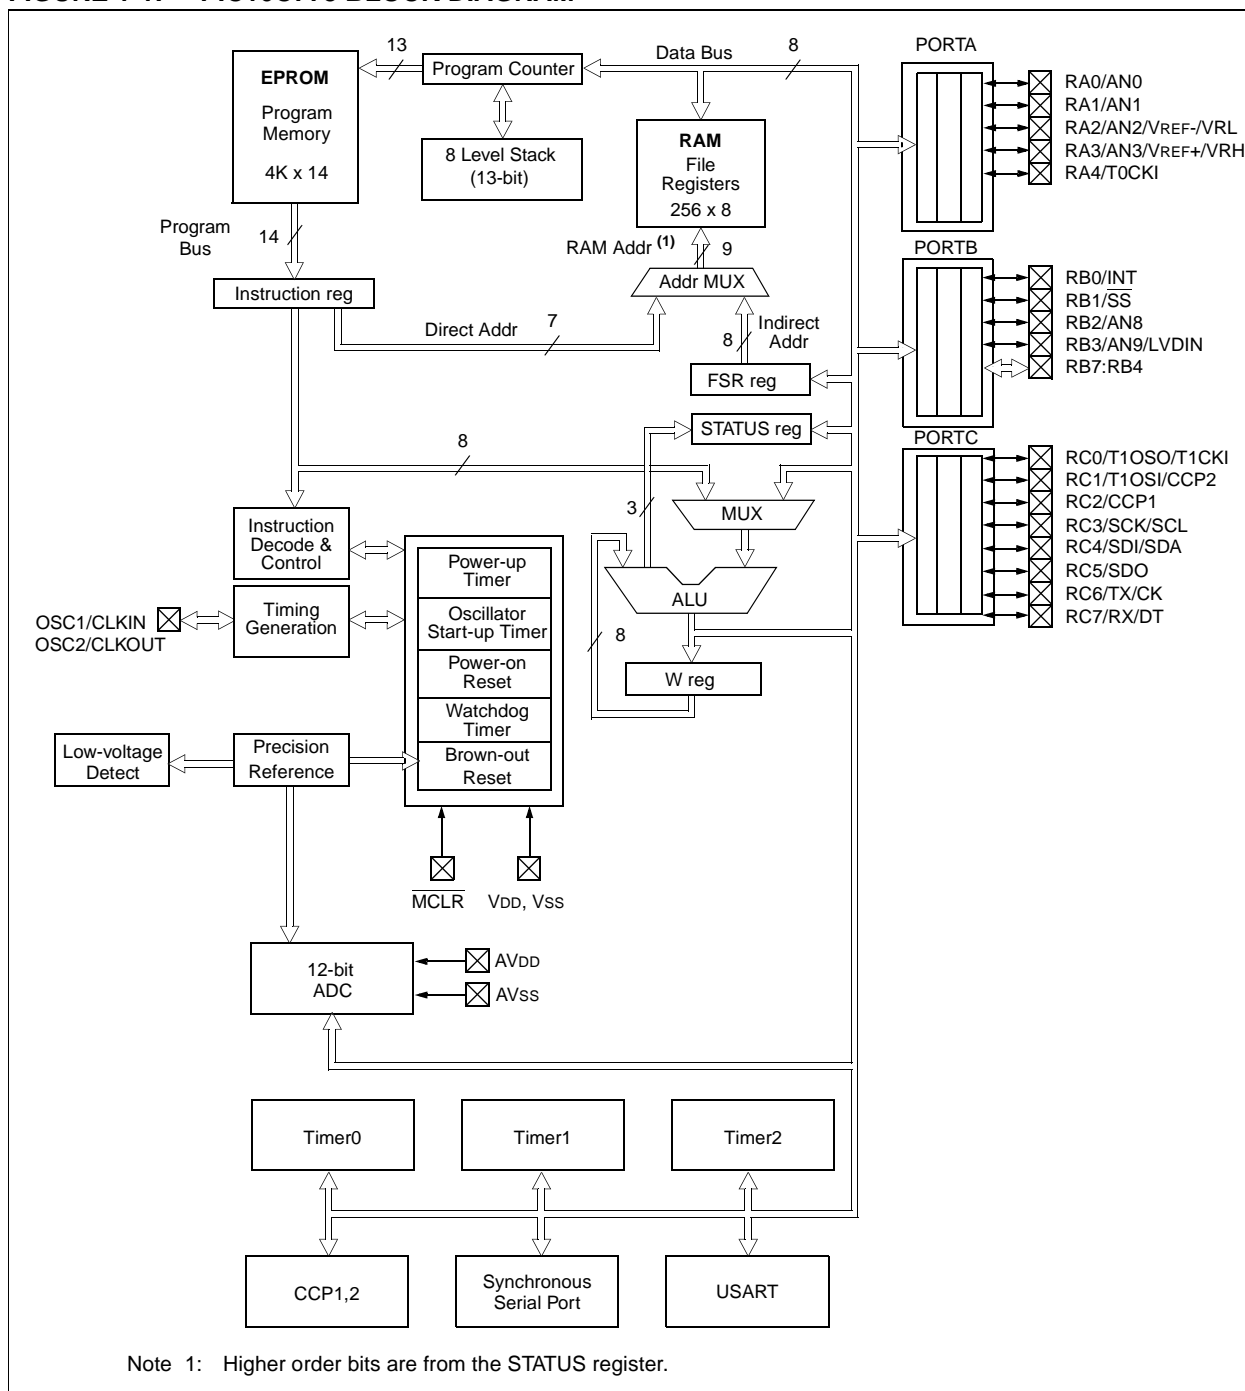 13
Data Bus
8
PORTA
EPROM
Program
Memory
4K x 14
Program Counter
8 Level Stack
(13-bit)
RAM
File
Registers
256 x 8
RA0/AN0
RA1/AN1
RA2/AN2/VREF-/VRL
RA3/AN3/VREF+/VRH
RA4/T0CKI
Program
Bus
14
RAM Addr (1)
9
PORTB
Instruction reg
Addr MUX
RB0/INT
RB1/SS
RB2/AN8
RB3/AN9/LVDIN
RB7:RB4
Direct Addr
7
8
Indirect
Addr
FSR reg
STATUS reg
PORTC
8
RC0/T1OSO/T1CKI
RC1/T1OSI/CCP2
RC2/CCP1
RC3/SCK/SCL
RC4/SDI/SDA
RC5/SDO
RC6/TX/CK
RC7/RX/DT
3
MUX
Instruction
Decode &
Control
Power-up
Timer
ALU
OSC1/CLKIN
OSC2/CLKOUT
Timing
Generation
Oscillator
Start-up Timer
8
Power-on
Reset
W reg
Watchdog
Timer
Low-voltage
Detect
Precision
Reference
Brown-out
Reset
MCLR
VDD, VSS
12-bit
ADC
AVDD
AVSS
Timer0
Timer1
Timer2
CCP1,2
Synchronous
Serial Port
USART
Note 1: Higher order bits are from the STATUS register.